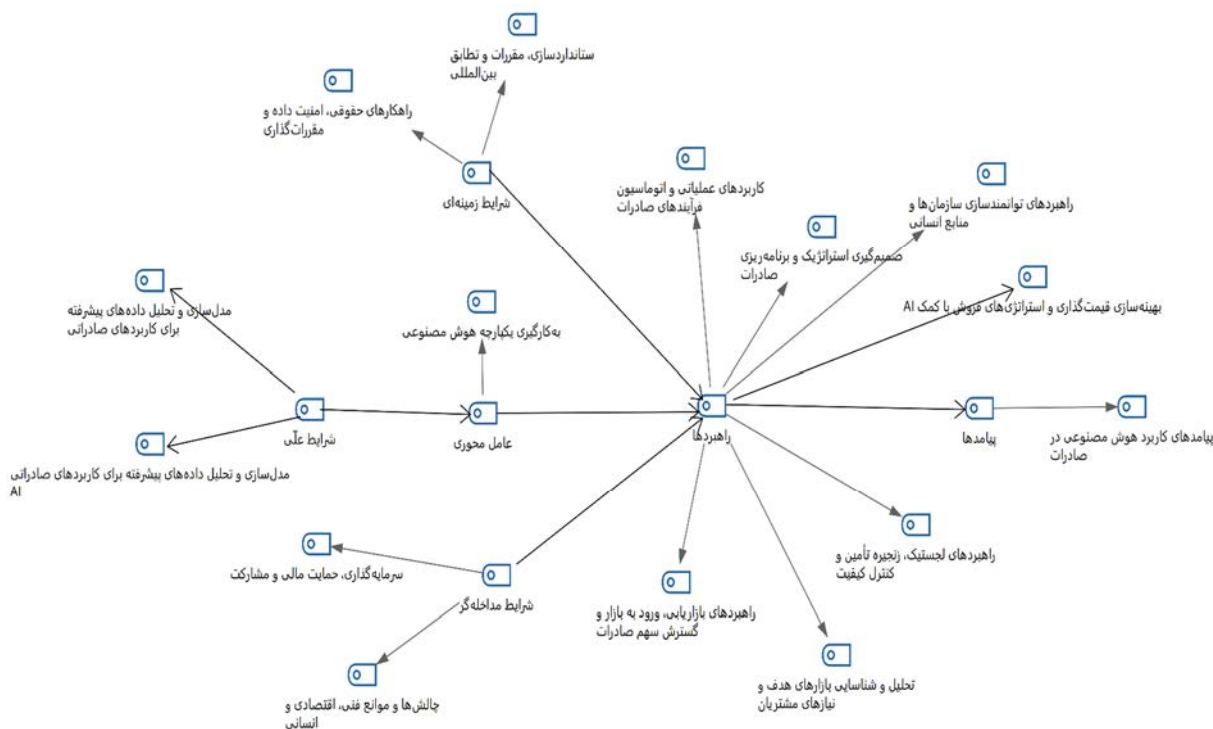 ستانداردسازی، مقررات و تطابق
بین‌المللی
راهکارهای حقوقی، امنیت داده و
مقررات‌گذاری
شرایط زمینه‌ای
کاربردهای عملیاتی و اتوماسیون
فرآیندهای صادرات
راهبردهای توانمندسازی سازمان‌ها و
منابع انسانی
صمیم‌گیری استراتژیک و برنامه‌ریزی
صادرات
بهینه‌سازی قیمت‌گذاری و استراتژی‌های فروش با کمک AI
مدل‌سازی و تحلیل داده‌های پیشرفته
برای کاربردهای صادراتی
به‌کارگیری یکپارچه هوش مصنوعی
شرایط علّی
عامل محوری
راهبردها
پیامدها
پیامدهای کاربرد هوش مصنوعی در
صادرات
مدل‌سازی و تحلیل داده‌های پیشرفته برای کاربردهای صادراتی
AI
سرمایه‌گذاری، حمایت مالی و مشارکت
شرایط مداخله‌گر
راهبردهای لجستیک، زنجیره تأمین و
کنترل کیفیت
راهبردهای بازاریابی، ورود به بازار و
گسترش سهم صادرات
تحلیل و شناسایی بازارهای هدف و
نیازهای مشتریان
چالش‌ها و موانع فنی، اقتصادی و
انسانی